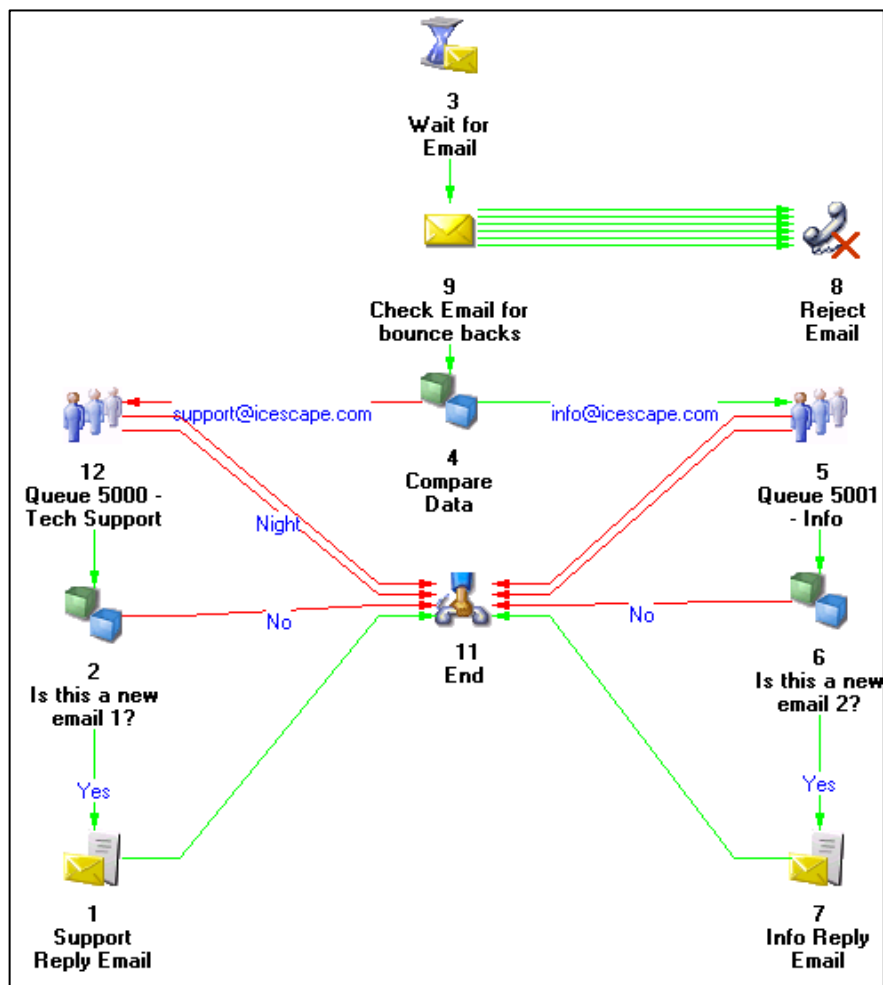 3
Wait for
Email
9
Check Email for
bounce backs
8
Reject
Email
support@icescape.com
info@icescape.com
12
Queue 5000 -
Tech Support
4
Compare
Data
5
Queue 5001
- Info
Night
No
No
11
End
2
Is this a new
email 1?
6
Is this a new
email 2?
Yes
Yes
1
Support
Reply Email
7
Info Reply
Email